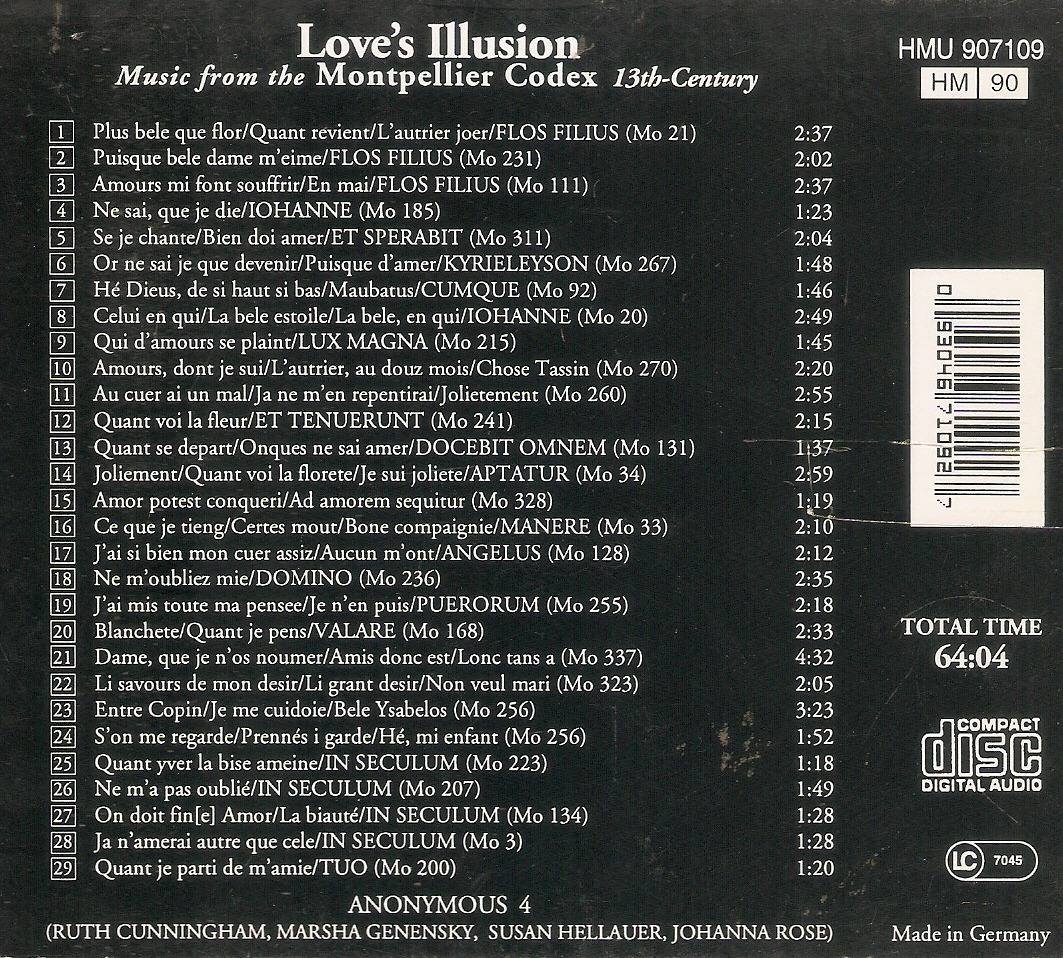 Love's Illusion
Music from the Montpellier Codex 13th-Century
HMU 907109
HM 90
1 Plus bele que flor/Quant revient/L'autrier joer/FLOS FILIUS (Mo 21) 2:37
2 Puisque bele dame m'eime/FLOS FILIUS (Mo 231) 2:02
3 Amours mi font souffrir/En mai/FLOS FILIUS (Mo 111) 2:37
4 Ne sai, que je die/IOHANNE (Mo 185) 1:23
5 Se je chante/Bien doi amer/ET SPERABIT (Mo 311) 2:04
6 Or ne sai je que devenir/Puisque d'amer/KYRIELEYSON (Mo 267) 1:48
7 Hé Dieus, de si haut si bas/Maubatus/CUMQUE (Mo 92) 1:46
8 Celui en qui/La bele estoile/La bele, en qui/IOHANNE (Mo 20) 2:49
9 Qui d'amours se plaint/LUX MAGNA (Mo 215) 1:45
10 Amours, dont je sui/L'autrier, au douz mois/Chose Tassin (Mo 270) 2:20
11 Au cuer ai un mal/Ja ne m'en repentirai/Jolietement (Mo 260) 2:55
12 Quant voi la fleur/ET TENUERUNT (Mo 241) 2:15
13 Quant se depart/Onques ne sai amer/DOCEBIT OMNEM (Mo 131) 1:37
14 Joliement/Quant voi la florete/Je sui joliete/APTATUR (Mo 34) 2:59
15 Amor potest conqueri/Ad amorem sequitur (Mo 328) 1:19
16 Ce que je tieng/Certes mout/Bone compaignie/MANERE (Mo 33) 2:10
17 J'ai si bien mon cuer assiz/Aucun m'ont/ANGELUS (Mo 128) 2:12
18 Ne m'oubliez mie/DOMINO (Mo 236) 2:35
19 J'ai mis toute ma pensee/Je n'en puis/PUERORUM (Mo 255) 2:18
20 Blanchete/Quant je pens/VALARE (Mo 168) 2:33
21 Dame, que je n'os noumer/Amis donc est/Lonc tans a (Mo 337) 4:32
22 Li savours de mon desir/Li grant desir/Non veul mari (Mo 323) 2:05
23 Entre Copin/Je me cuidoie/Bele Ysabelos (Mo 256) 3:23
24 S'on me regarde/Prennés i garde/Hé, mi enfant (Mo 256) 1:52
25 Quant yver la bise ameine/IN SECULUM (Mo 223) 1:18
26 Ne m'a pas oublié/IN SECULUM (Mo 207) 1:49
27 On doit fin[e] Amor/La biauté/IN SECULUM (Mo 134) 1:28
28 Ja n'amerai autre que cele/IN SECULUM (Mo 3) 1:28
29 Quant je parti de m'amie/TUO (Mo 200) 1:20
ANONYMOUS 4
(RUTH CUNNINGHAM, MARSHA GENENSKY, SUSAN HELLAUER, JOHANNA ROSE)
0 93046 71092 7
TOTAL TIME
64:04
COMPACT
disc
DIGITAL AUDIO
LC 7045
Made in Germany